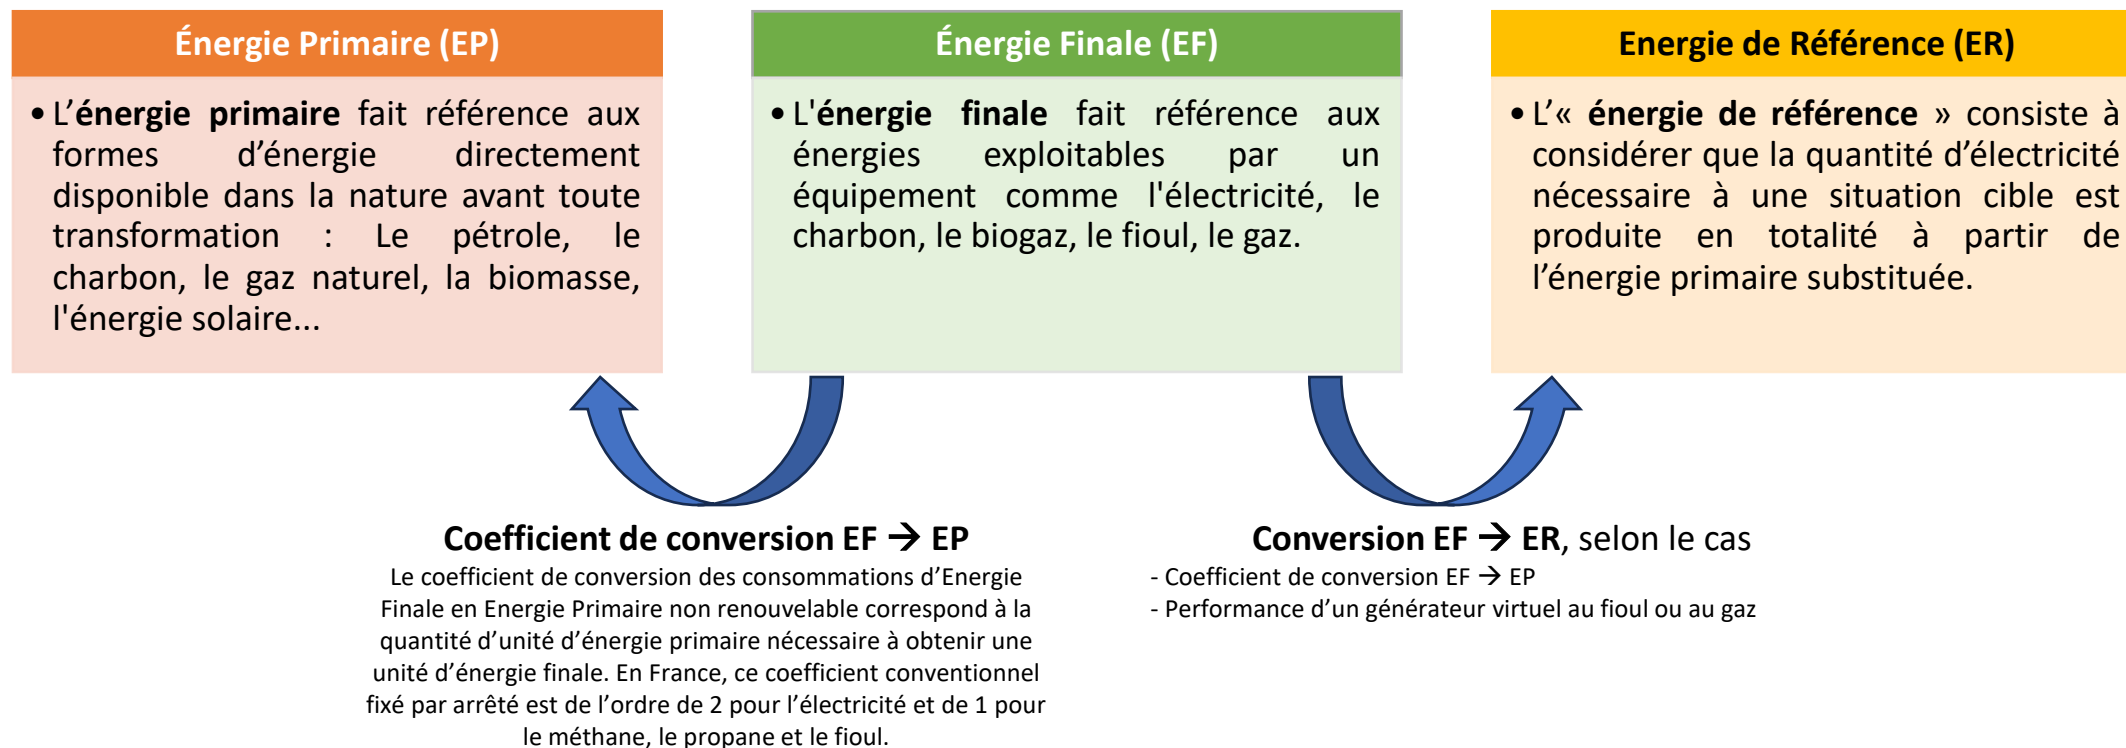 Énergie Primaire (EP)
• L’énergie primaire fait référence aux
formes d’énergie directement
disponible dans la nature avant toute
transformation : Le pétrole, le
charbon, le gaz naturel, la biomasse,
l'énergie solaire...
Énergie Finale (EF)
• L'énergie finale fait référence aux
énergies exploitables par un
équipement comme l'électricité, le
charbon, le biogaz, le fioul, le gaz.
Energie de Référence (ER)
• L’« énergie de référence » consiste à
considérer que la quantité d’électricité
nécessaire à une situation cible est
produite en totalité à partir de
l’énergie primaire substituée.
Coefficient de conversion EF → EP
Le coefficient de conversion des consommations d’Energie
Finale en Energie Primaire non renouvelable correspond à la
quantité d’unité d’énergie primaire nécessaire à obtenir une
unité d’énergie finale. En France, ce coefficient conventionnel
fixé par arrêté est de l’ordre de 2 pour l’électricité et de 1 pour
le méthane, le propane et le fioul.
Conversion EF → ER, selon le cas
- Coefficient de conversion EF → EP
- Performance d’un générateur virtuel au fioul ou au gaz